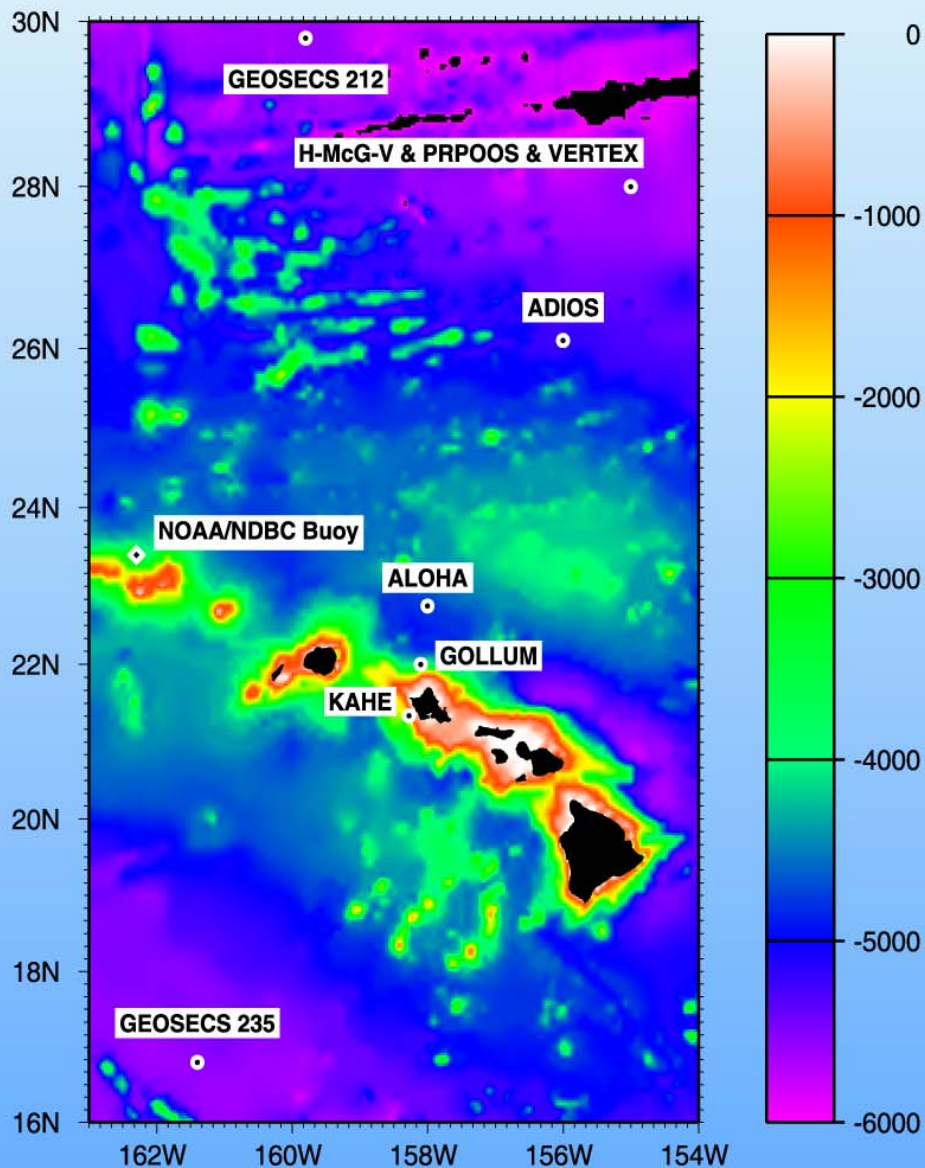 30N
0
GEOSECS 212
H-McG-V & PRPOOS & VERTEX
28N
-1000
ADIOS
26N
-2000
24N
NOAA/NDBC Buoy
-3000
ALOHA
22N
GOLLUM
KAHE
-4000
20N
-5000
18N
GEOSECS 235
16N
-6000
162W 160W 158W 156W 154W